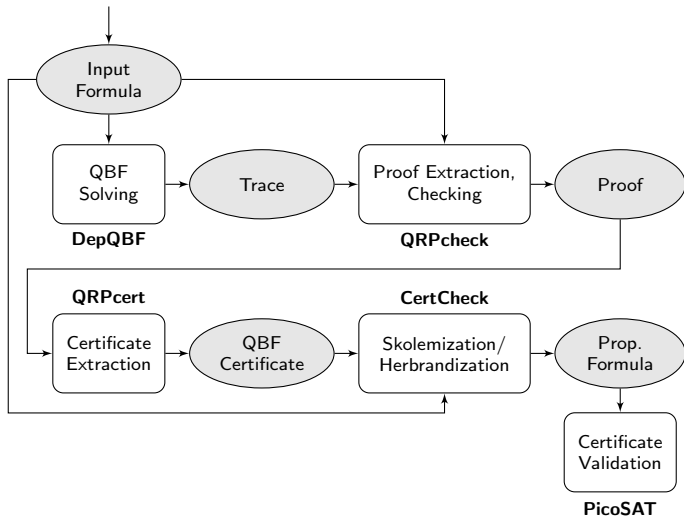 Input
Formula
QBF
Solving
DepQBF
Trace
Proof Extraction,
Checking
QRPcheck
Proof
QRPcert
Certificate
Extraction
QBF
Certificate
CertCheck
Skolemization/
Herbrandization
Prop.
Formula
Certificate
Validation
PicoSAT